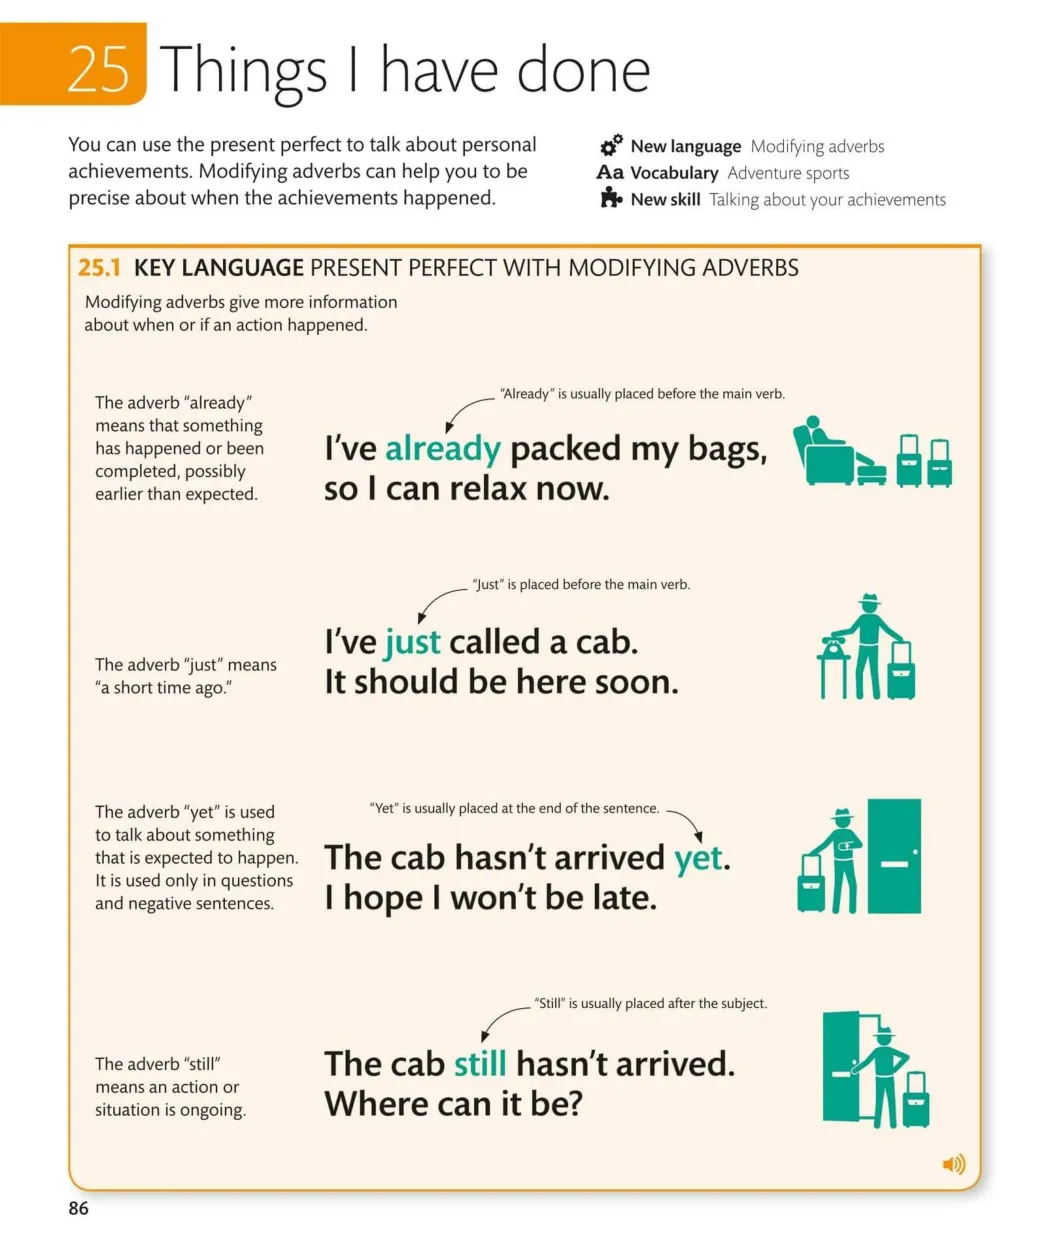 25 Things I have done
You can use the present perfect to talk about personal
achievements. Modifying adverbs can help you to be
precise about when the achievements happened.
New language Modifying adverbs
Aa Vocabulary Adventure sports
New skill Talking about your achievements
25.1 KEY LANGUAGE PRESENT PERFECT WITH MODIFYING ADVERBS
Modifying adverbs give more information
about when or if an action happened.
The adverb “already”
means that something
has happened or been
completed, possibly
earlier than expected.
“Already” is usually placed before the main verb.
I’ve already packed my bags,
so I can relax now.
The adverb “just” means
“a short time ago.”
“Just” is placed before the main verb.
I’ve just called a cab.
It should be here soon.
The adverb “yet” is used
to talk about something
that is expected to happen.
It is used only in questions
and negative sentences.
“Yet” is usually placed at the end of the sentence.
The cab hasn’t arrived yet.
I hope I won’t be late.
The adverb “still”
means an action or
situation is ongoing.
“Still” is usually placed after the subject.
The cab still hasn’t arrived.
Where can it be?
86